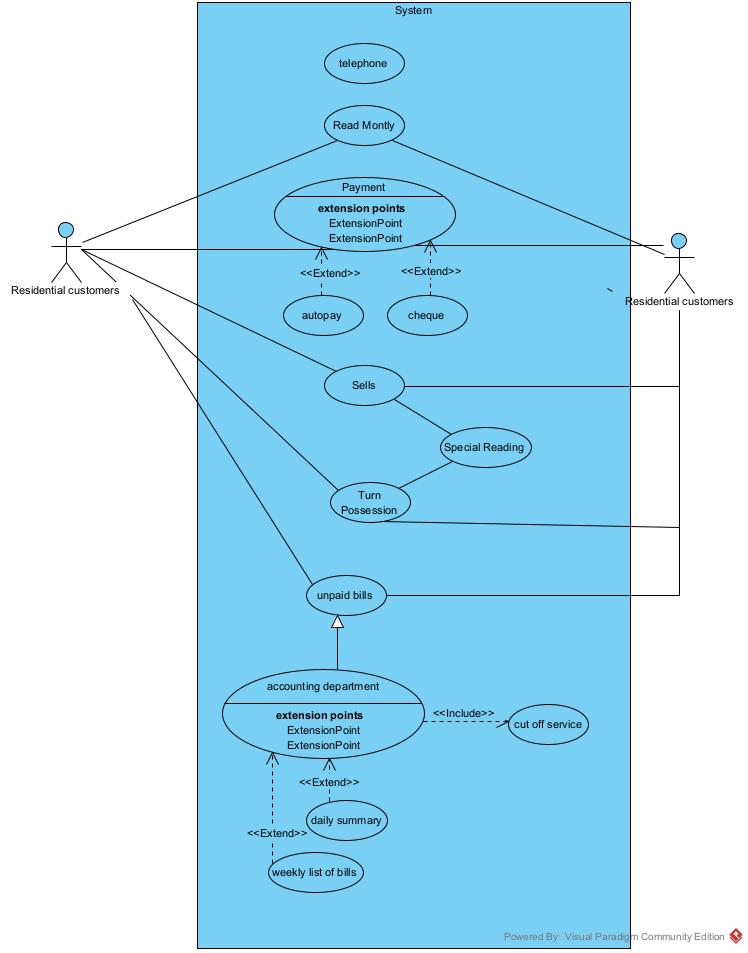 System
telephone
Read Montly
Payment
extension points
ExtensionPoint
ExtensionPoint
<<Extend>>
<<Extend>>
Residential customers
Residential customers
autopay
cheque
Sells
Special Reading
Turn
Possession
unpaid bills
accounting department
extension points
ExtensionPoint
ExtensionPoint
<<Include>>
cut off service
<<Extend>>
daily summary
<<Extend>>
weekly list of bills
Powered By: Visual Paradigm Community Edition